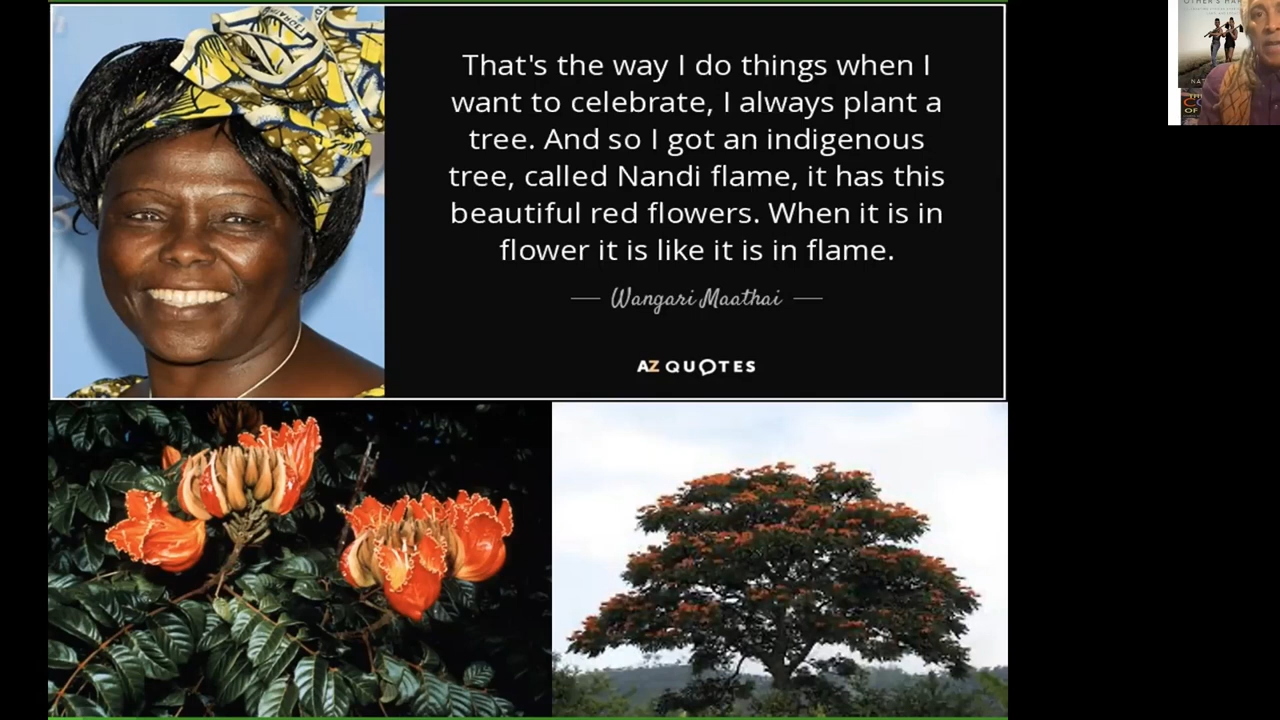 That's the way I do things when I
want to celebrate, I always plant a
tree. And so I got an indigenous
tree, called Nandi flame, it has this
beautiful red flowers. When it is in
flower it is like it is in flame.
Wangari Maathai
AZ QUOTES
OTHER'S
OF